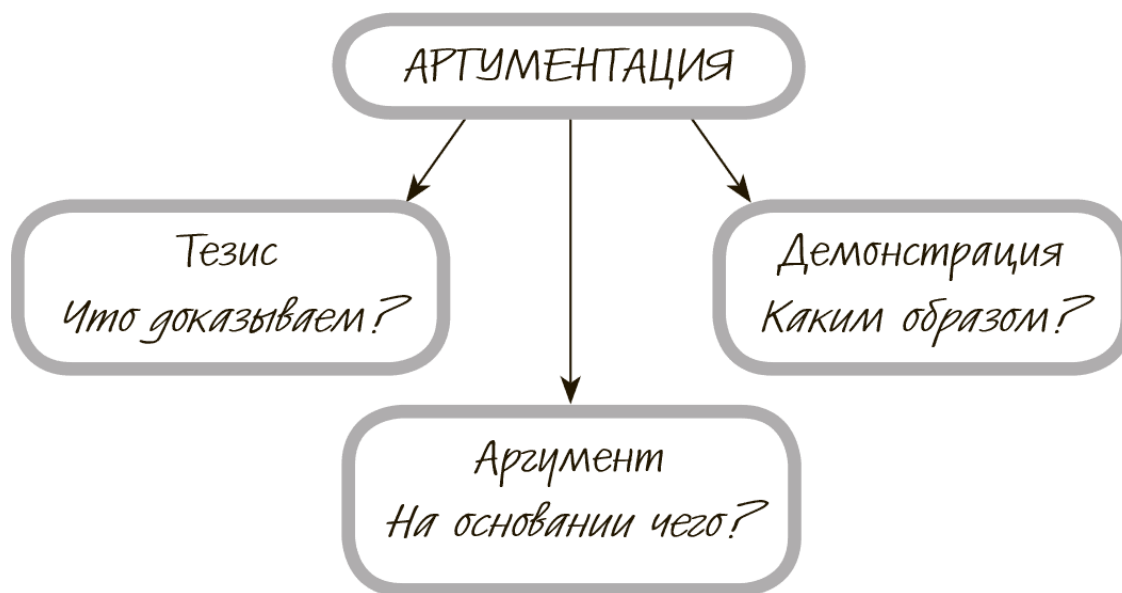 АРГУМЕНТАЦИЯ
Тезис
Что доказываем?
Демонстрация
Каким образом?
Аргумент
На основании чего?